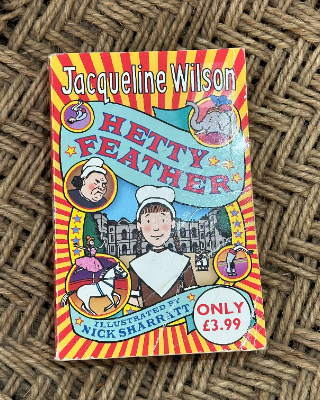 Jacqueline Wilson
HETTY
FEATHER
ILLUSTRATED BY
NICK SHARRATT
ONLY
£3.99